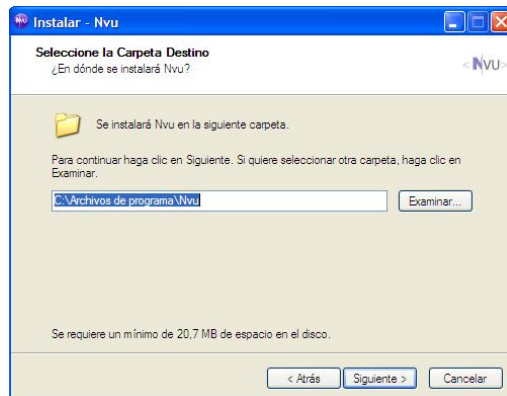 Instalar - Nvu
Seleccione la Carpeta Destino
¿En dónde se instalará Nvu?
<NVU>
Se instalará Nvu en la siguiente carpeta.
Para continuar haga clic en Siguiente. Si quiere seleccionar otra carpeta, haga clic en
Examinar.
C:\Archivos de programa\Nvu
Examinar...
Se requiere un mínimo de 20,7 MB de espacio en el disco.
< Atrás
Siguiente >
Cancelar